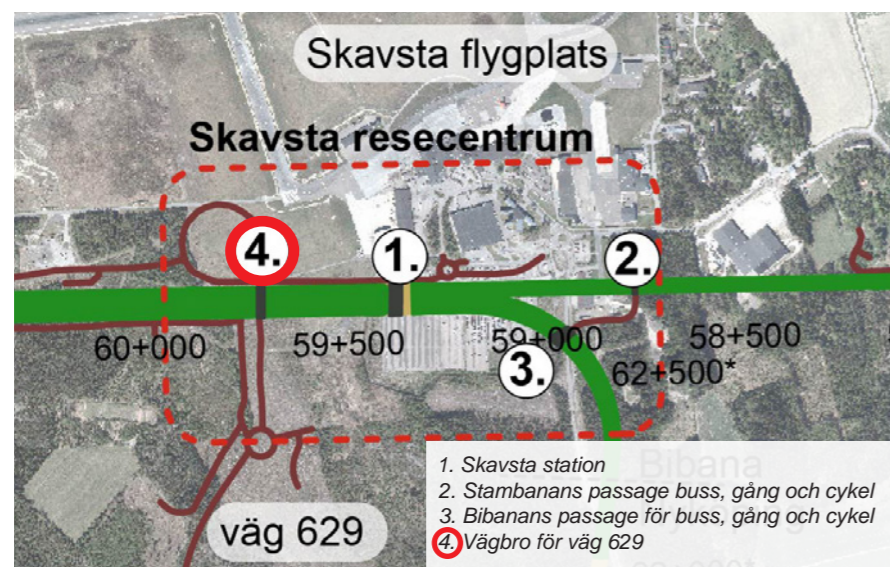 Skavsta flygplats
Skavsta resecentrum
4.
1.
2.
60+000
59+500
59+000
58+500
3.
62+500*
väg 629
Bibana
1. Skavsta station
2. Stambanans passage buss, gång och cykel
3. Bibanans passage för buss, gång och cykel
4. Vägbro för väg 629